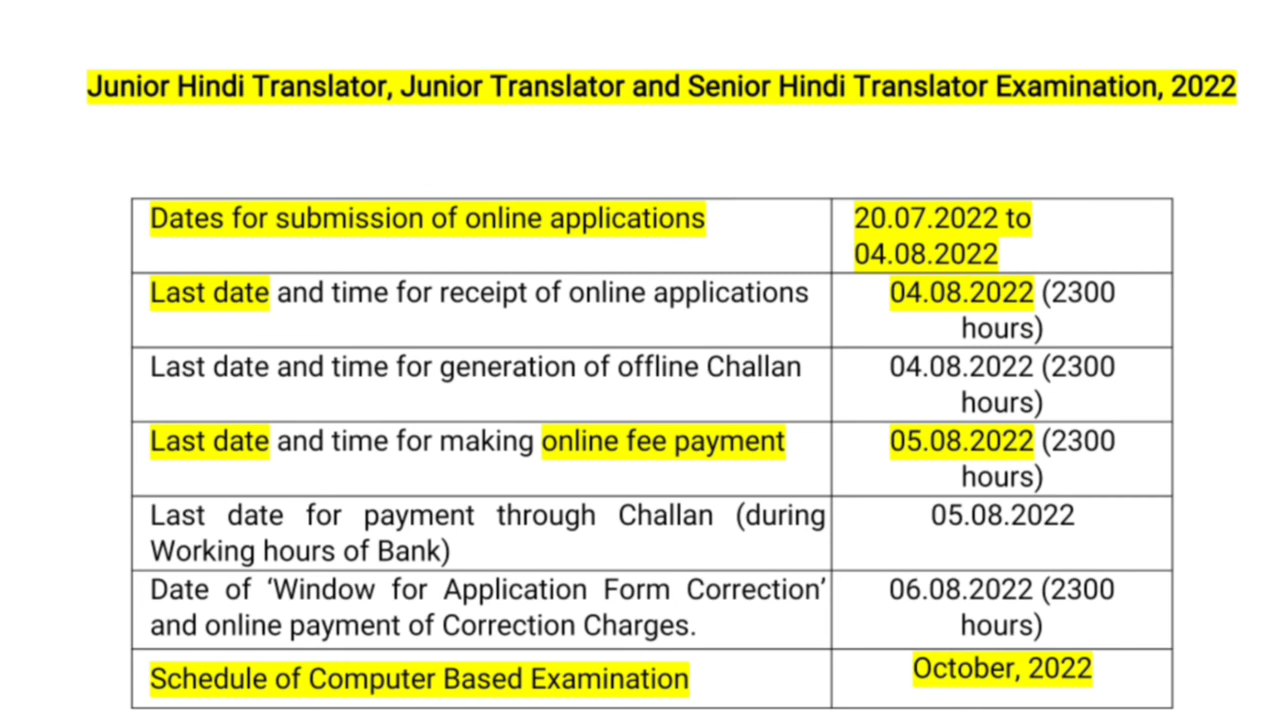 Junior Hindi Translator, Junior Translator and Senior Hindi Translator Examination, 2022
Dates for submission of online applications
20.07.2022 to
04.08.2022
Last date and time for receipt of online applications
04.08.2022 (2300
hours)
Last date and time for generation of offline Challan
04.08.2022 (2300
hours)
Last date and time for making online fee payment
05.08.2022 (2300
hours)
Last date for payment through Challan (during
Working hours of Bank)
05.08.2022
Date of ‘Window for Application Form Correction’
and online payment of Correction Charges.
06.08.2022 (2300
hours)
Schedule of Computer Based Examination
October, 2022